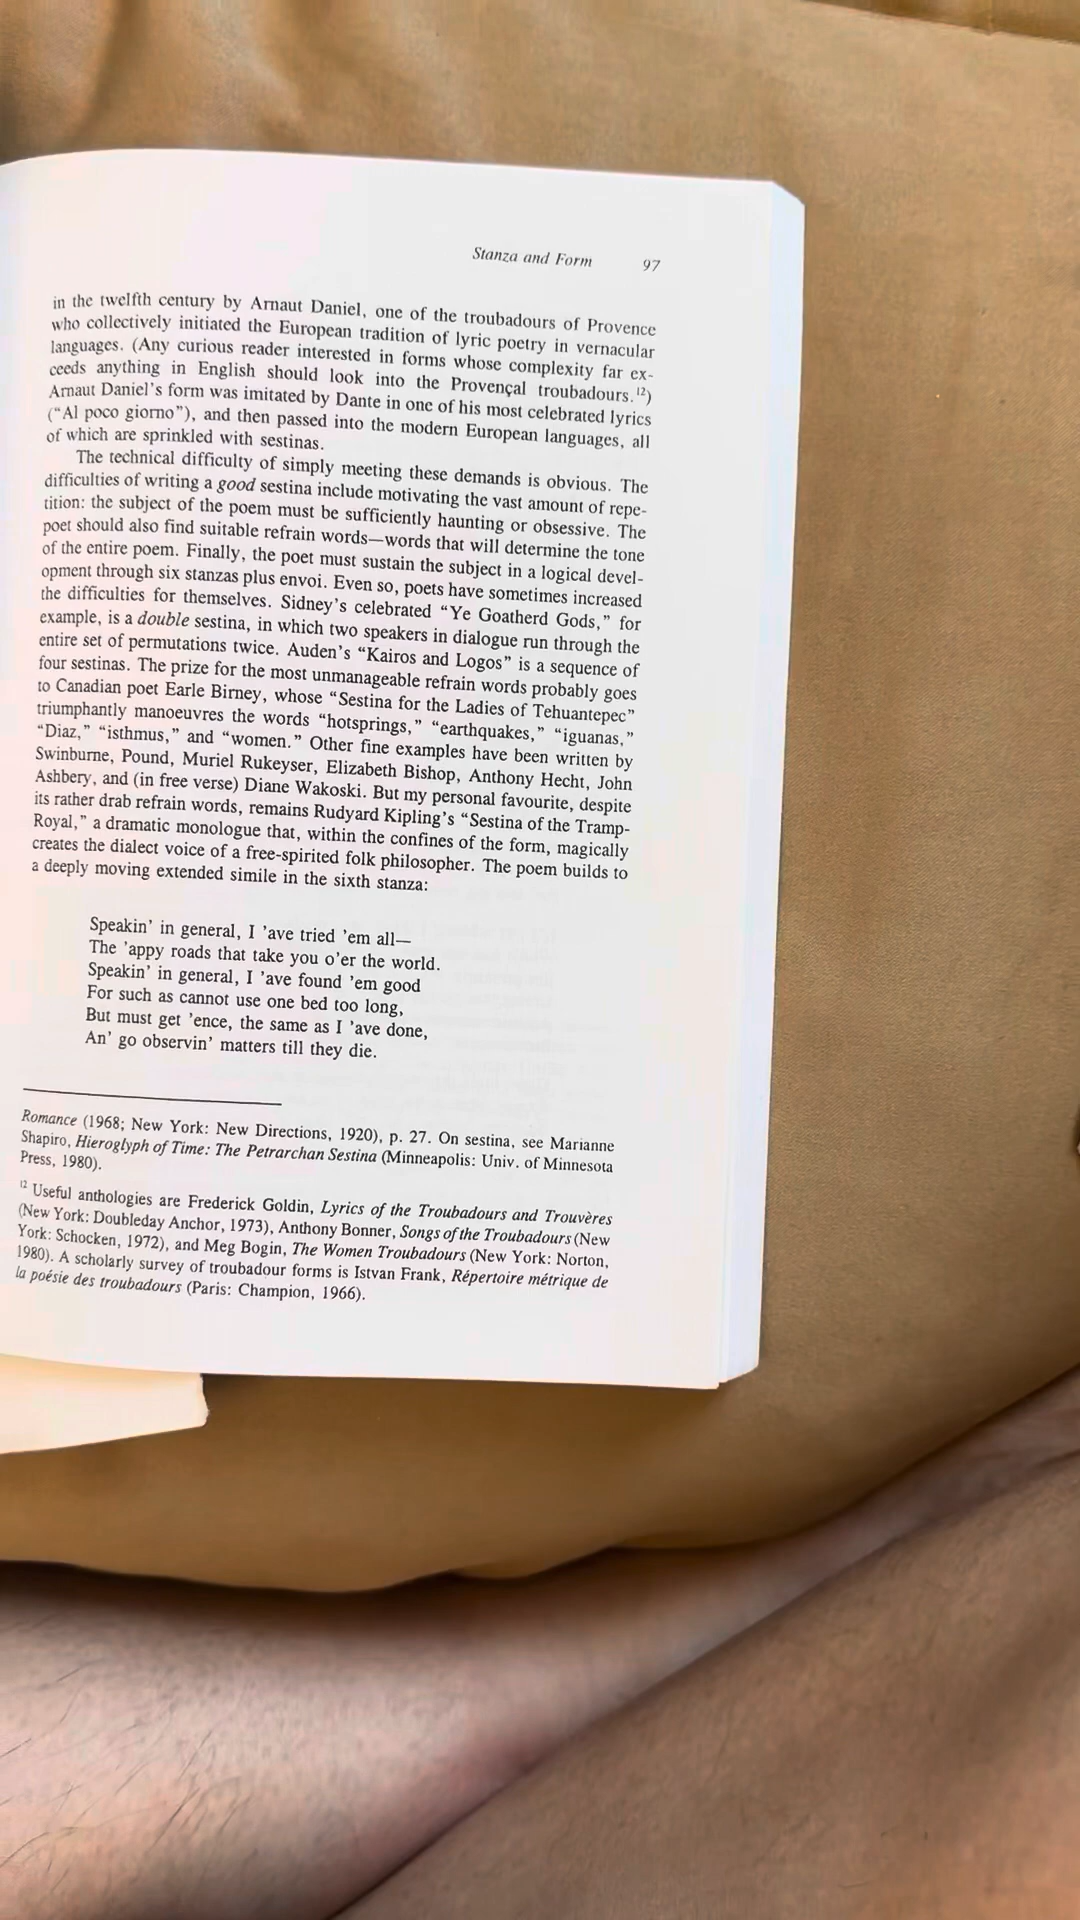 Stanza and Form 97
in the twelfth century by Arnaut Daniel, one of the troubadours of Provence
who collectively initiated the European tradition of lyric poetry in vernacular
languages. (Any curious reader interested in forms whose complexity far ex-
ceeds anything in English should look into the Provençal troubadours.¹²)
Arnaut Daniel's form was imitated by Dante in one of his most celebrated lyrics
(“Al poco giorno”), and then passed into the modern European languages, all
of which are sprinkled with sestinas.
The technical difficulty of simply meeting these demands is obvious. The
difficulties of writing a good sestina include motivating the vast amount of repe-
tition: the subject of the poem must be sufficiently haunting or obsessive. The
poet should also find suitable refrain words—words that will determine the tone
of the entire poem. Finally, the poet must sustain the subject in a logical devel-
opment through six stanzas plus envoi. Even so, poets have sometimes increased
the difficulties for themselves. Sidney's celebrated “Ye Goatherd Gods,” for
example, is a double sestina, in which two speakers in dialogue run through the
entire set of permutations twice. Auden's “Kairos and Logos” is a sequence of
four sestinas. The prize for the most unmanageable refrain words probably goes
to Canadian poet Earle Birney, whose “Sestina for the Ladies of Tehuantepec”
triumphantly manoeuvres the words “hotsprings,” “earthquakes,” “iguanas,”
“Diaz,” “isthmus,” and “women.” Other fine examples have been written by
Swinburne, Pound, Muriel Rukeyser, Elizabeth Bishop, Anthony Hecht, John
Ashbery, and (in free verse) Diane Wakoski. But my personal favourite, despite
its rather drab refrain words, remains Rudyard Kipling's “Sestina of the Tramp-
Royal,” a dramatic monologue that, within the confines of the form, magically
creates the dialect voice of a free-spirited folk philosopher. The poem builds to
a deeply moving extended simile in the sixth stanza:
Speakin' in general, I 'ave tried 'em all—
The 'appy roads that take you o'er the world.
Speakin' in general, I 'ave found 'em good
For such as cannot use one bed too long,
But must get 'ence, the same as I 'ave done,
An' go observin' matters till they die.
Romance (1968; New York: New Directions, 1920), p. 27. On sestina, see Marianne
Shapiro, Hieroglyph of Time: The Petrarchan Sestina (Minneapolis: Univ. of Minnesota
Press, 1980).
¹² Useful anthologies are Frederick Goldin, Lyrics of the Troubadours and Trouvères
(New York: Doubleday Anchor, 1973), Anthony Bonner, Songs of the Troubadours (New
York: Schocken, 1972), and Meg Bogin, The Women Troubadours (New York: Norton,
1980). A scholarly survey of troubadour forms is Istvan Frank, Répertoire métrique de
la poésie des troubadours (Paris: Champion, 1966).